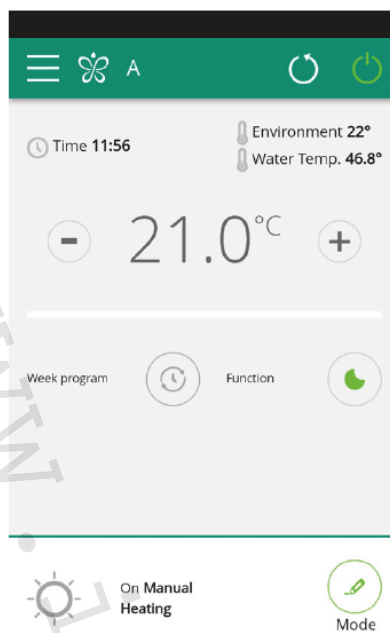 A
Time 11:56
Environment 22°
Water Temp. 46.8°
- 21.0°C +
Week program
Function
On Manual
Heating
Mode